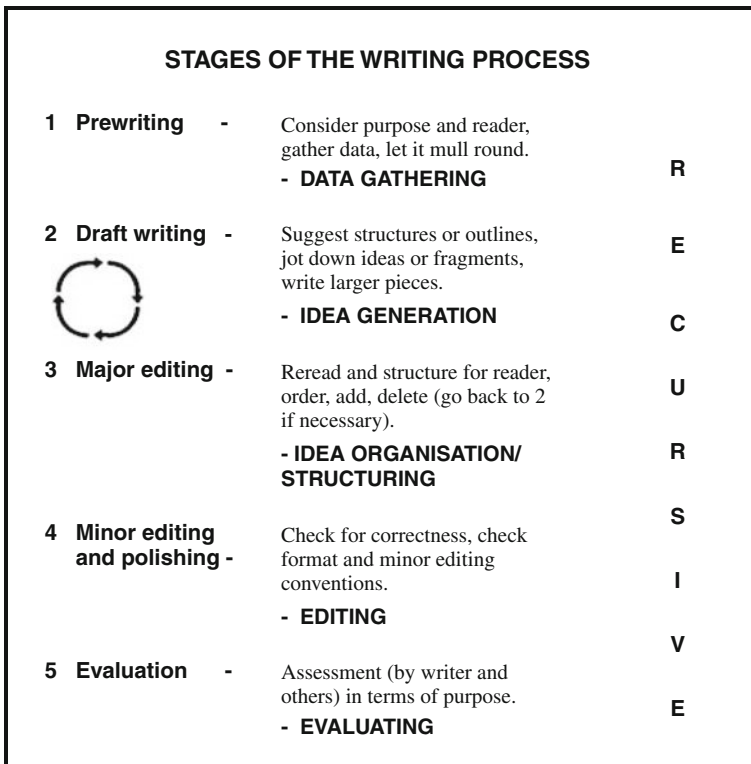 STAGES OF THE WRITING PROCESS
1 Prewriting -
Consider purpose and reader,
gather data, let it mull round.
- DATA GATHERING
2 Draft writing -
Suggest structures or outlines,
jot down ideas or fragments,
write larger pieces.
- IDEA GENERATION
3 Major editing -
Reread and structure for reader,
order, add, delete (go back to 2
if necessary).
- IDEA ORGANISATION/
STRUCTURING
4 Minor editing
and polishing -
Check for correctness, check
format and minor editing
conventions.
- EDITING
5 Evaluation -
Assessment (by writer and
others) in terms of purpose.
- EVALUATING
R
E
C
U
R
S
I
V
E